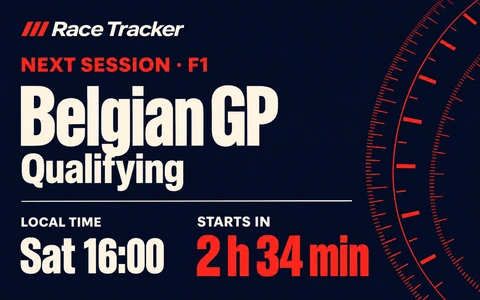 Race Tracker
NEXT SESSION · F1
Belgian GP
Qualifying
LOCAL TIME
Sat 16:00
STARTS IN
2 h 34 min